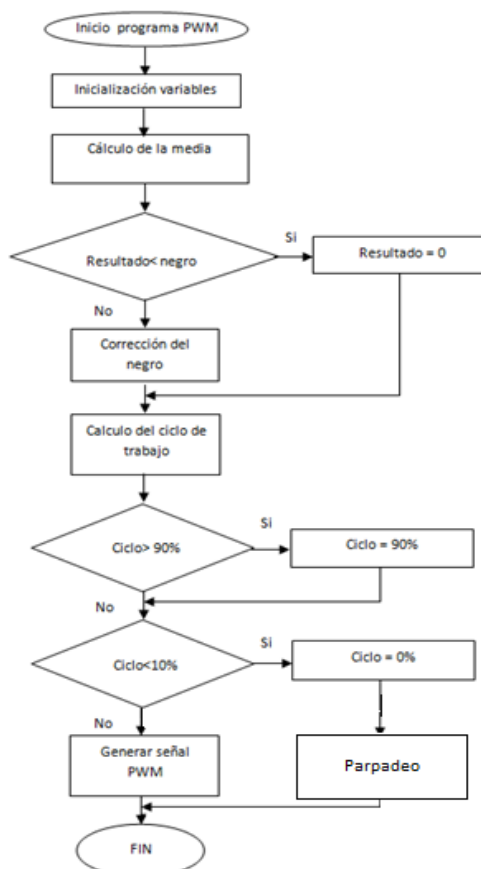 Inicio programa PWM
Inicialización variables
Cálculo de la media
Resultado< negro
Si
Resultado = 0
No
Corrección del
negro
Calculo del ciclo de
trabajo
Ciclo> 90%
Si
Ciclo = 90%
No
Ciclo<10%
Si
Ciclo = 0%
No
Generar señal
PWM
Parpadeo
FIN